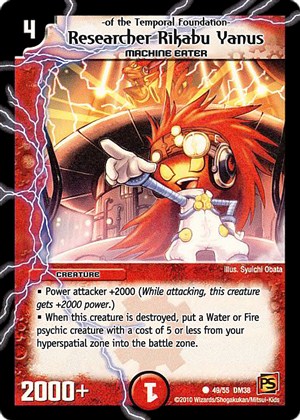 4
-of the Temporal Foundation-
Researcher Rikabu Yanus
MACHINE EATER
Illus. Syuichi Obata
CREATURE
▪ Power attacker +2000 (While attacking, this creature
gets +2000 power.)
▪ When this creature is destroyed, put a Water or Fire
psychic creature with a cost of 5 or less from your
hyperspatial zone into the battle zone.
2000+
1
● 49/55 DM38
©2010 Wizards/Shogakukan/Mitsui-Kids
PS